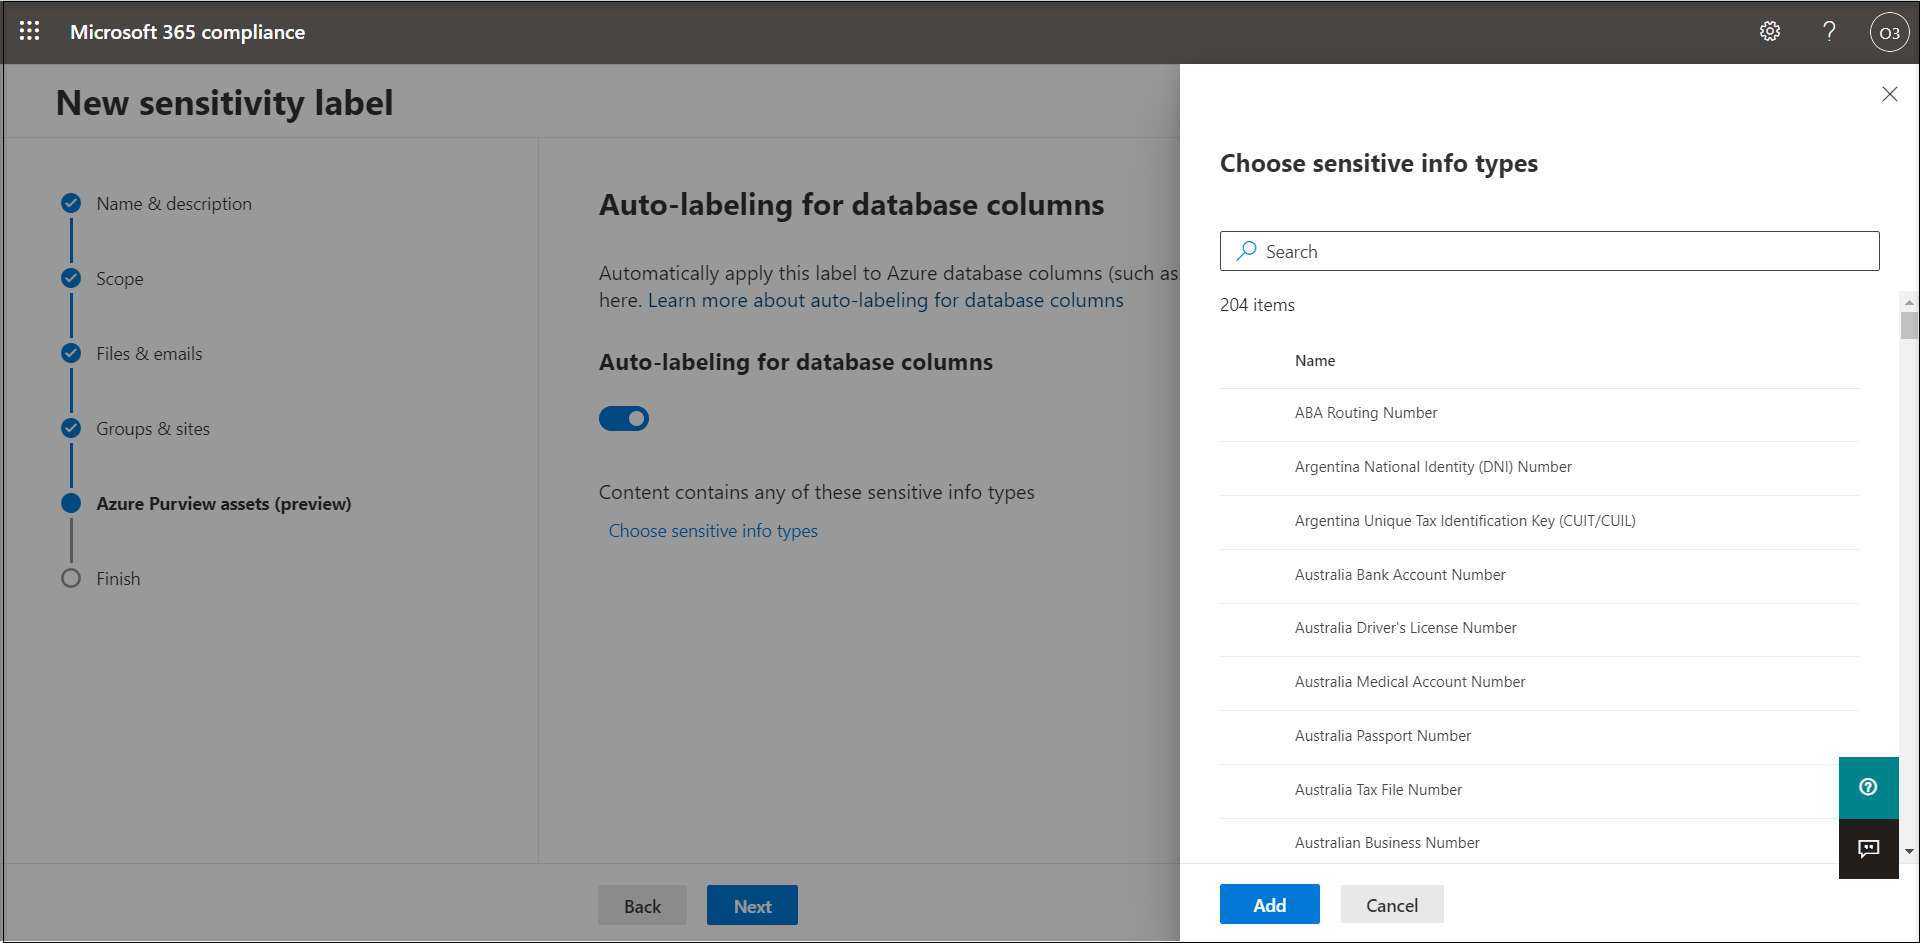 Microsoft 365 compliance
?
O3
New sensitivity label
Name & description
Scope
Files & emails
Groups & sites
Azure Purview assets (preview)
Finish
Auto-labeling for database columns
Automatically apply this label to Azure database columns (such as
here. Learn more about auto-labeling for database columns
Auto-labeling for database columns
Content contains any of these sensitive info types
Choose sensitive info types
Back
Next
Choose sensitive info types
Search
204 items
Name
ABA Routing Number
Argentina National Identity (DNI) Number
Argentina Unique Tax Identification Key (CUIT/CUIL)
Australia Bank Account Number
Australia Driver's License Number
Australia Medical Account Number
Australia Passport Number
Australia Tax File Number
Australian Business Number
Add
Cancel